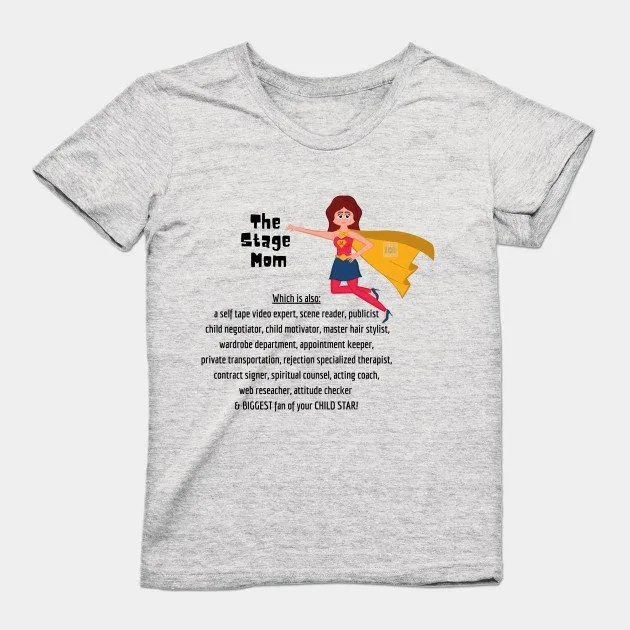 The
Stage
Mom
Which is also:
a self tape video expert, scene reader, publicist
child negotiator, child motivator, master hair stylist,
wardrobe department, appointment keeper,
private transportation, rejection specialized therapist,
contract signer, spiritual counsel, acting coach,
web reseacher, attitude checker
& BIGGEST fan of your CHILD STAR!